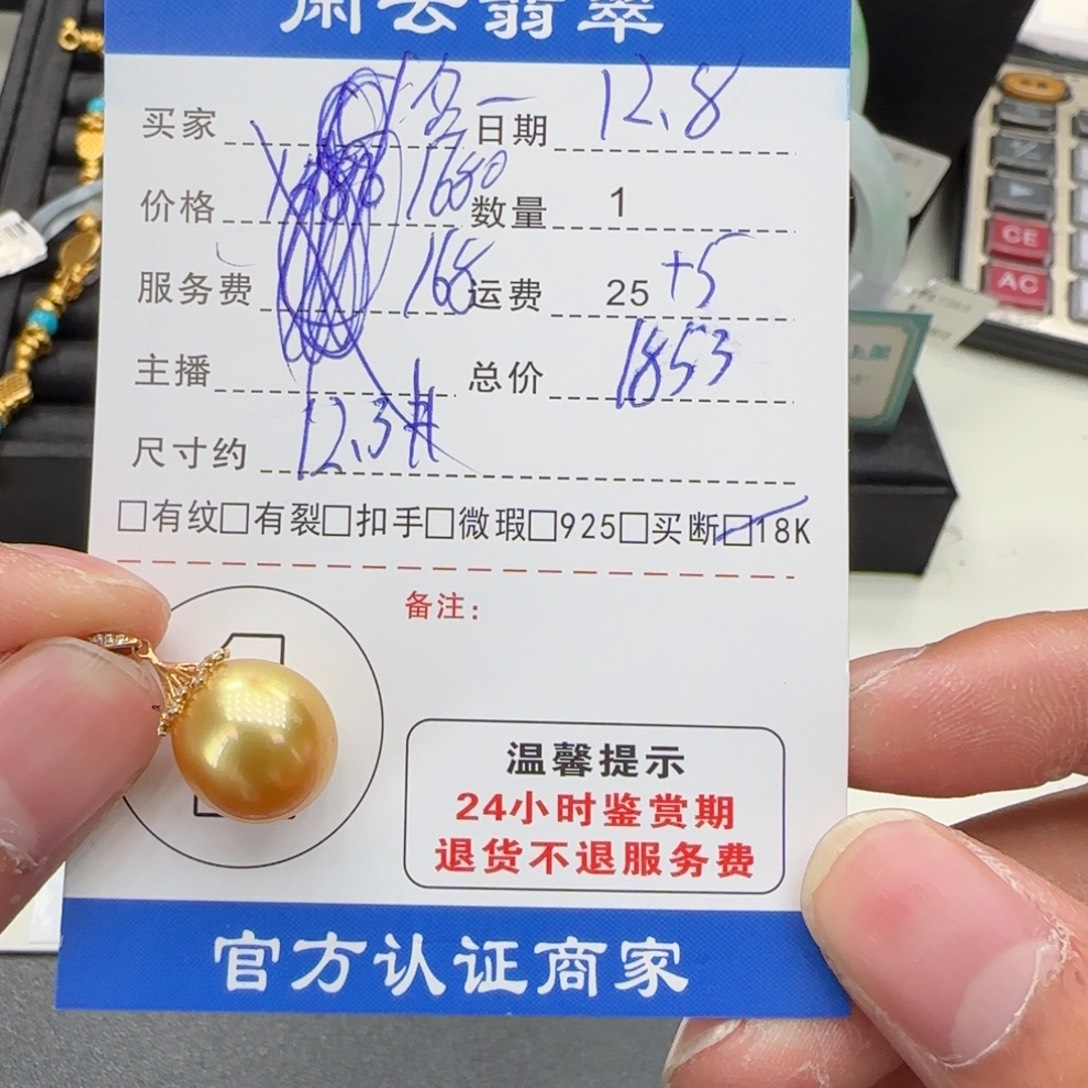 翡翠
买家 日期 12.8
价格 1680 数量 1
服务费 168 运费 25 +5
主播 总价 1853
尺寸约 12.3
□有纹□有裂□扣手□微瑕□925□买断□18K
备注:
温馨提示
24小时鉴赏期
退货不退服务费
官方认证商家
CE
AC